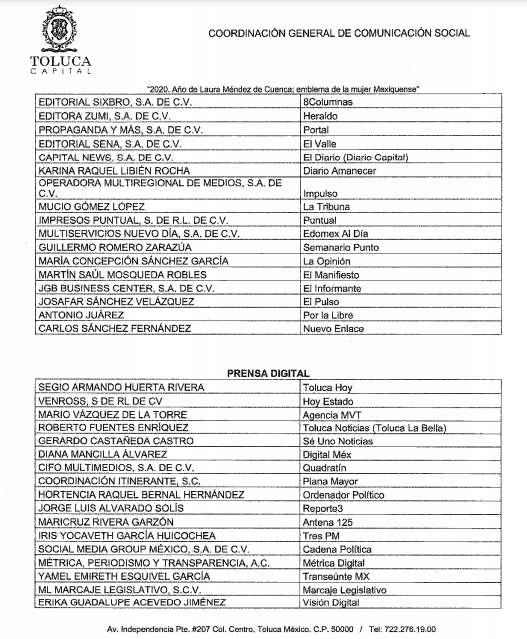 TOLUCA
CAPITAL
COORDINACIÓN GENERAL DE COMUNICACIÓN SOCIAL
"2020. Año de Laura Méndez de Cuenca; emblema de la mujer Mexiquense"
EDITORIAL SIXBRO, S.A. DE C.V. 8Columnas
EDITORA ZUMI, S.A. DE C.V. Heraldo
PROPAGANDA Y MÁS, S.A. DE C.V. Portal
EDITORIAL SENA, S.A. DE C.V. El Valle
CAPITAL NEWS, S.A. DE C.V. El Diario (Diario Capital)
KARINA RAQUEL LIBIÉN ROCHA Diario Amanecer
OPERADORA MULTIREGIONAL DE MEDIOS, S.A. DE
C.V. Impulso
MUCIO GÓMEZ LÓPEZ La Tribuna
IMPRESOS PUNTUAL, S. DE R.L. DE C.V. Puntual
MULTISERVICIOS NUEVO DÍA, S.A. DE C.V. Edomex Al Día
GUILLERMO ROMERO ZARAZÚA Semanario Punto
MARÍA CONCEPCIÓN SÁNCHEZ GARCÍA La Opinión
MARTÍN SAÚL MOSQUEDA ROBLES El Manifiesto
JGB BUSINESS CENTER, S.A. DE C.V. El Informante
JOSAFAR SÁNCHEZ VELÁZQUEZ El Pulso
ANTONIO JUÁREZ Por la Libre
CARLOS SÁNCHEZ FERNÁNDEZ Nuevo Enlace
PRENSA DIGITAL
SEGIO ARMANDO HUERTA RIVERA Toluca Hoy
VENROSS, S DE RL DE CV Hoy Estado
MARIO VÁZQUEZ DE LA TORRE Agencia MVT
ROBERTO FUENTES ENRÍQUEZ Toluca Noticias (Toluca La Bella)
GERARDO CASTAÑEDA CASTRO Sé Uno Noticias
DIANA MANCILLA ÁLVAREZ Digital Méx
CIFO MULTIMEDIOS, S.A. DE C.V. Quadratín
COORDINACIÓN ITINERANTE, S.C. Plana Mayor
HORTENCIA RAQUEL BERNAL HERNÁNDEZ Ordenador Político
JORGE LUIS ALVARADO SOLÍS Reporte3
MARICRUZ RIVERA GARZÓN Antena 125
IRIS YOCAVETH GARCÍA HUICOCHEA Tres PM
SOCIAL MEDIA GROUP MÉXICO, S.A. DE C.V. Cadena Política
MÉTRICA, PERIODISMO Y TRANSPARENCIA, A.C. Métrica Digital
YAMEL EMIRETH ESQUIVEL GARCÍA Transeúnte MX
ML MARCAJE LEGISLATIVO, S.C.V. Marcaje Legislativo
ERIKA GUADALUPE ACEVEDO JIMÉNEZ Visión Digital
Av. Independencia Pte. #207 Col. Centro, Toluca México, C.P. 50000 / Tel: 722.276.19.00